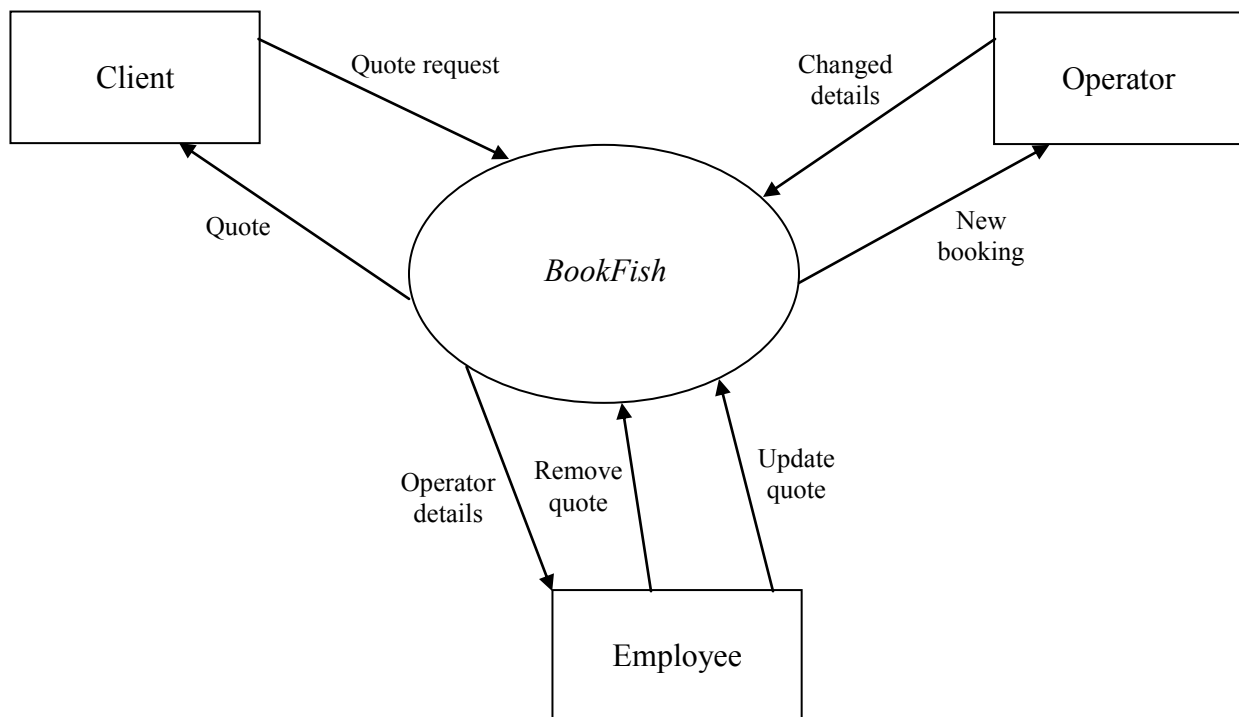 Client
Quote request
Changed
details
Operator
Quote
BookFish
New
booking
Operator
details
Remove
quote
Update
quote
Employee